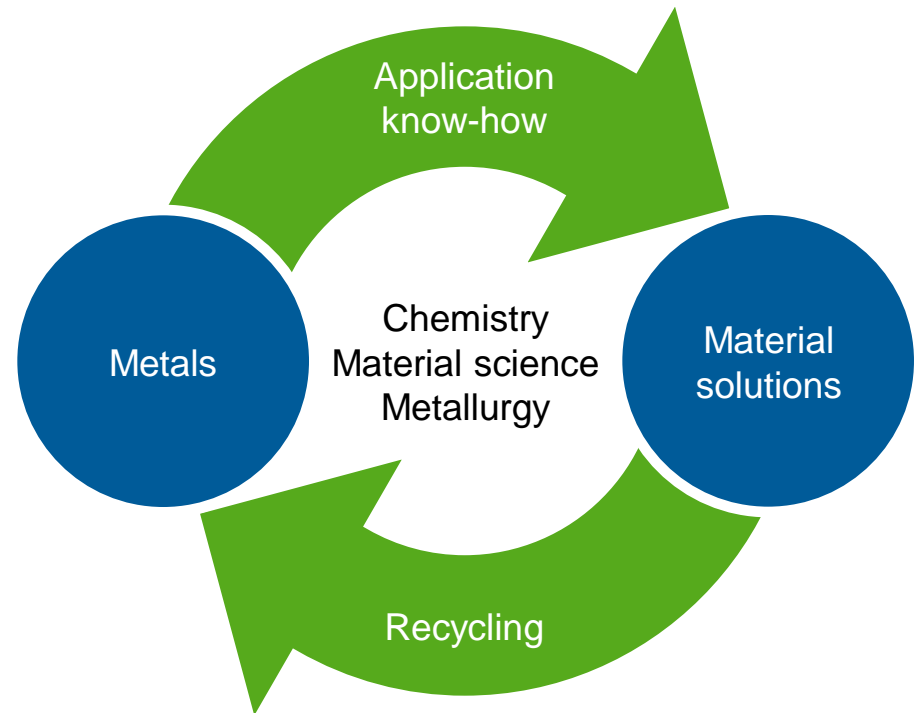 Application
know-how
Metals
Chemistry
Material science
Metallurgy
Material
solutions
Recycling